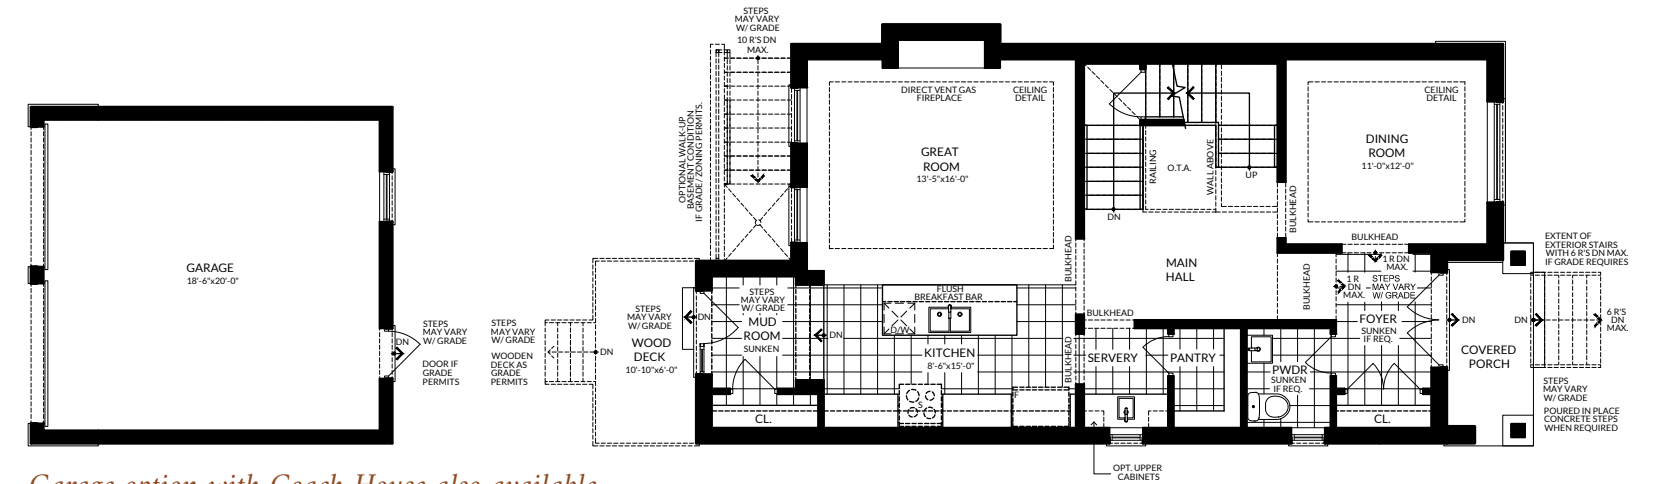 GARAGE
18'-6"x20'-0"
DN
STEPS
MAY VARY
W/ GRADE
DOOR IF
GRADE
PERMITS
STEPS
MAY VARY
W/ GRADE
WOODEN
DECK AS
GRADE
PERMITS
DN
STEPS
MAY VARY
W/ GRADE
WOOD
DECK
10'-10"x6'-0"
DN
STEPS
MAY VARY
W/ GRADE
10 R'S DN
MAX.
OPTIONAL WALK-UP
BASEMENT CONDITION
IF GRADE / ZONING PERMITS.
STEPS
MAY VARY
W/ GRADE
MUD
ROOM
SUNKEN
DN
CL.
DIRECT VENT GAS
FIREPLACE
CEILING
DETAIL
GREAT
ROOM
13'-5"x16'-0"
BULKHEAD
FLUSH
BREAKFAST BAR
D/W
KITCHEN
8'-6"x15'-0"
S
F
BULKHEAD
DN
RAILING
O.T.A.
WALL ABOVE
UP
MAIN
HALL
BULKHEAD
BULKHEAD
BULKHEAD
SERVERY
PANTRY
OPT. UPPER
CABINETS
CEILING
DETAIL
DINING
ROOM
11'-0"x12'-0"
BULKHEAD
1 R DN
MAX.
1 R
DN
MAX.
STEPS
MAY VARY
W/ GRADE
FOYER
SUNKEN
IF REQ.
PWDR
SUNKEN
IF REQ.
CL.
DN
DN
COVERED
PORCH
EXTENT OF
EXTERIOR STAIRS
WITH 6 R'S DN MAX.
IF GRADE REQUIRES
6 R'S
DN
MAX.
STEPS
MAY VARY
W/ GRADE
POURED IN PLACE
CONCRETE STEPS
WHEN REQUIRED
Garage option with Coach House also available